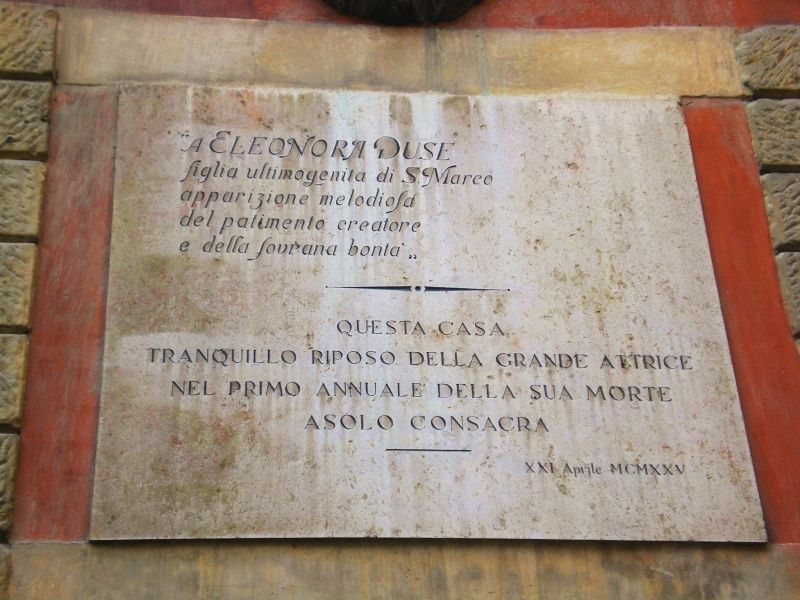 "A ELEONORA DUSE
figlia ultimogenita di S. Marco
apparizione melodioſa
del patimento creatore
e della ſovrana bontà„
QUESTA CASA
TRANQUILLO RIPOSO DELLA GRANDE ATTRICE
NEL PRIMO ANNUALE DELLA SUA MORTE
ASOLO CONSACRA
XXI Aprile MCMXXV